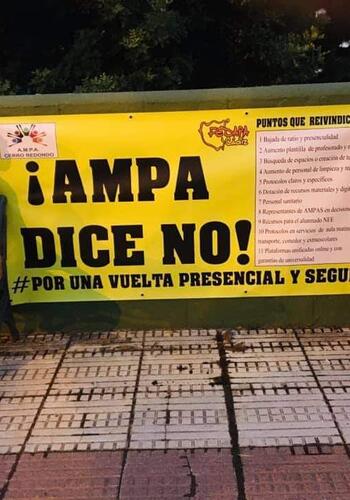 A.M.P.A.
CERRO REDONDO
FEDAPA
CÁDIZ
¡AMPA
DICE NO!
#POR UNA VUELTA PRESENCIAL Y SEGU
PUNTOS QUE REIVINDIC
1 Bajada de ratio y presencialidad
2 Aumento plantilla de profesorado y
3 Búsqueda de espacios o creación de
4 Aumento de personal de limpieza y
5 Protocolos claros y específicos
6 Dotación de recursos materiales y
7 Personal sanitario
8 Representantes de AMPAS en
9 Recursos para el alumnado NEE
10 Protocolos en servicios de aula
transporte, comedor y extraescolares
11 Plataformas unificadas online y con
garantías de universalidad